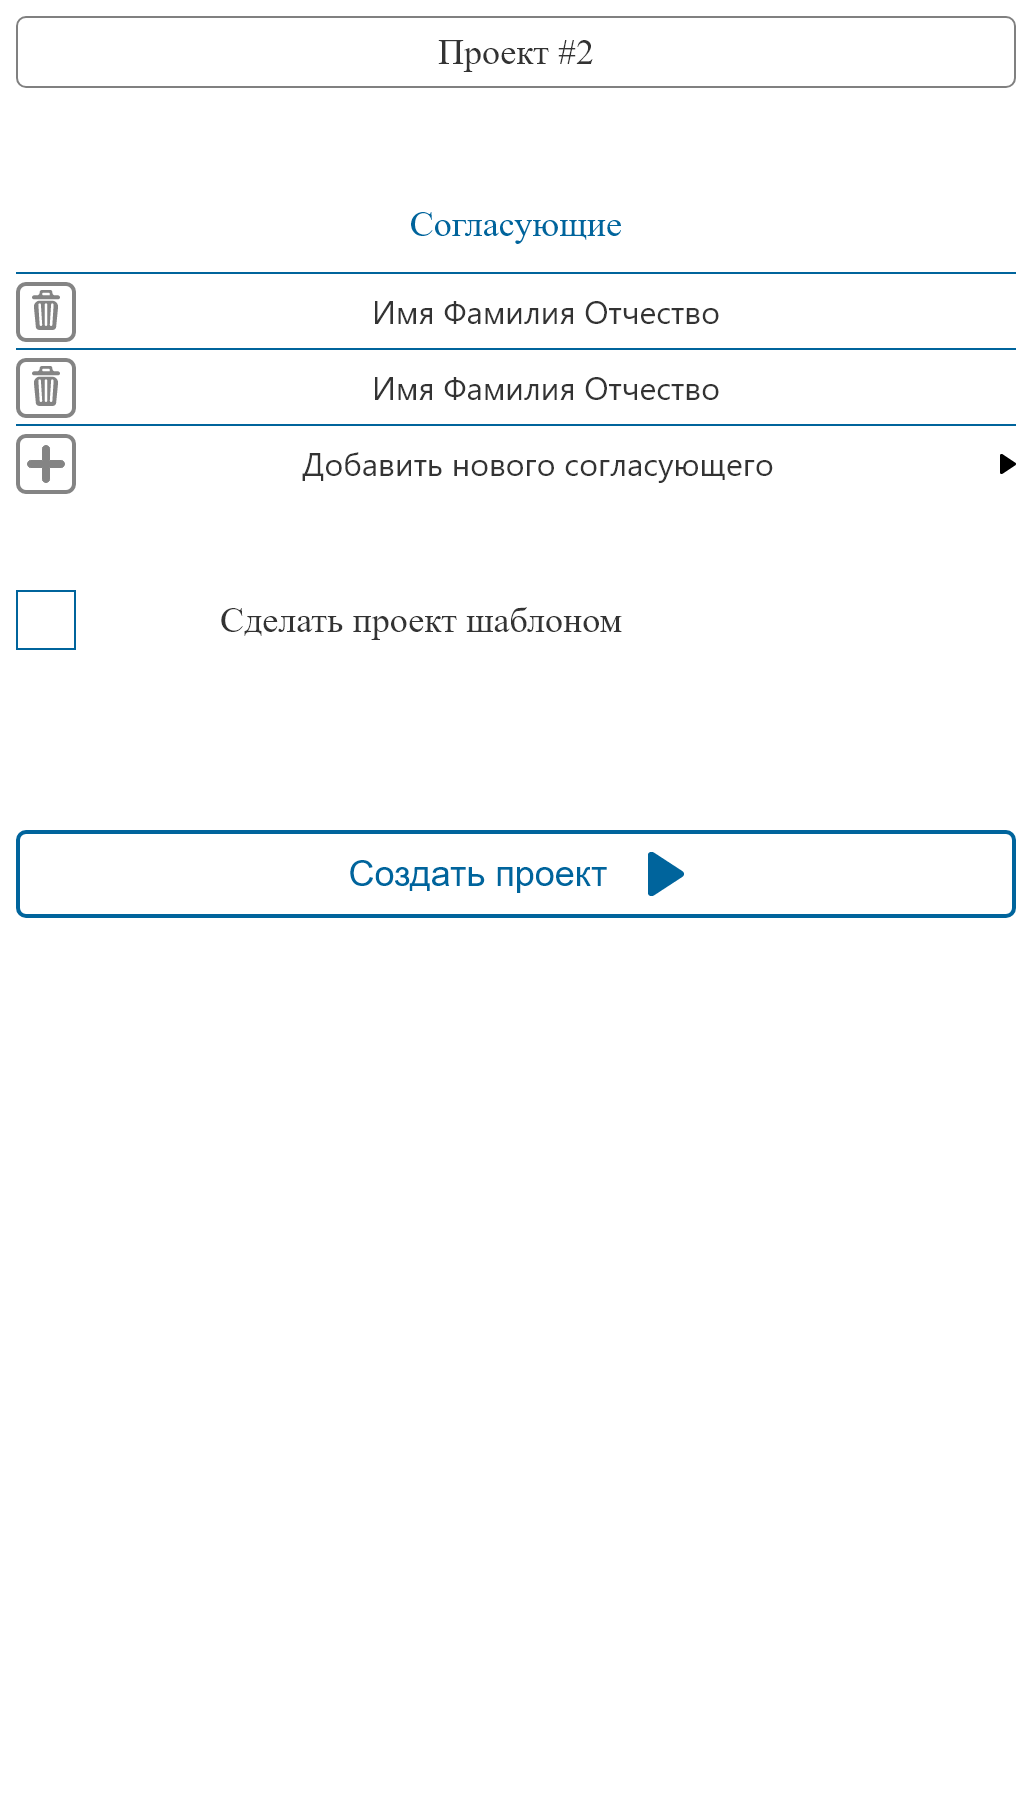 Проект #2
Согласующие
Имя Фамилия Отчество
Имя Фамилия Отчество
Добавить нового согласующего
Сделать проект шаблоном
Создать проект